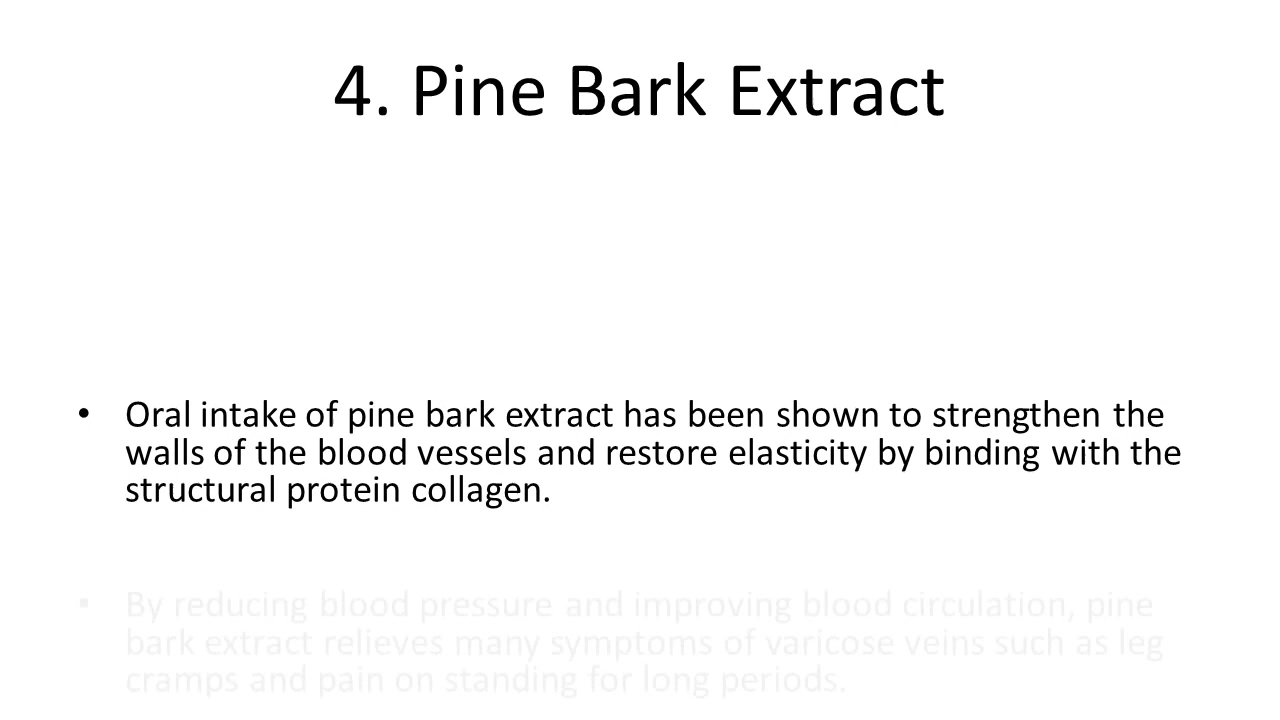 4. Pine Bark Extract
• Oral intake of pine bark extract has been shown to strengthen the
walls of the blood vessels and restore elasticity by binding with the
structural protein collagen.
• By reducing blood pressure and improving blood circulation, pine
bark extract relieves many symptoms of varicose veins such as leg
cramps and pain on standing for long periods.